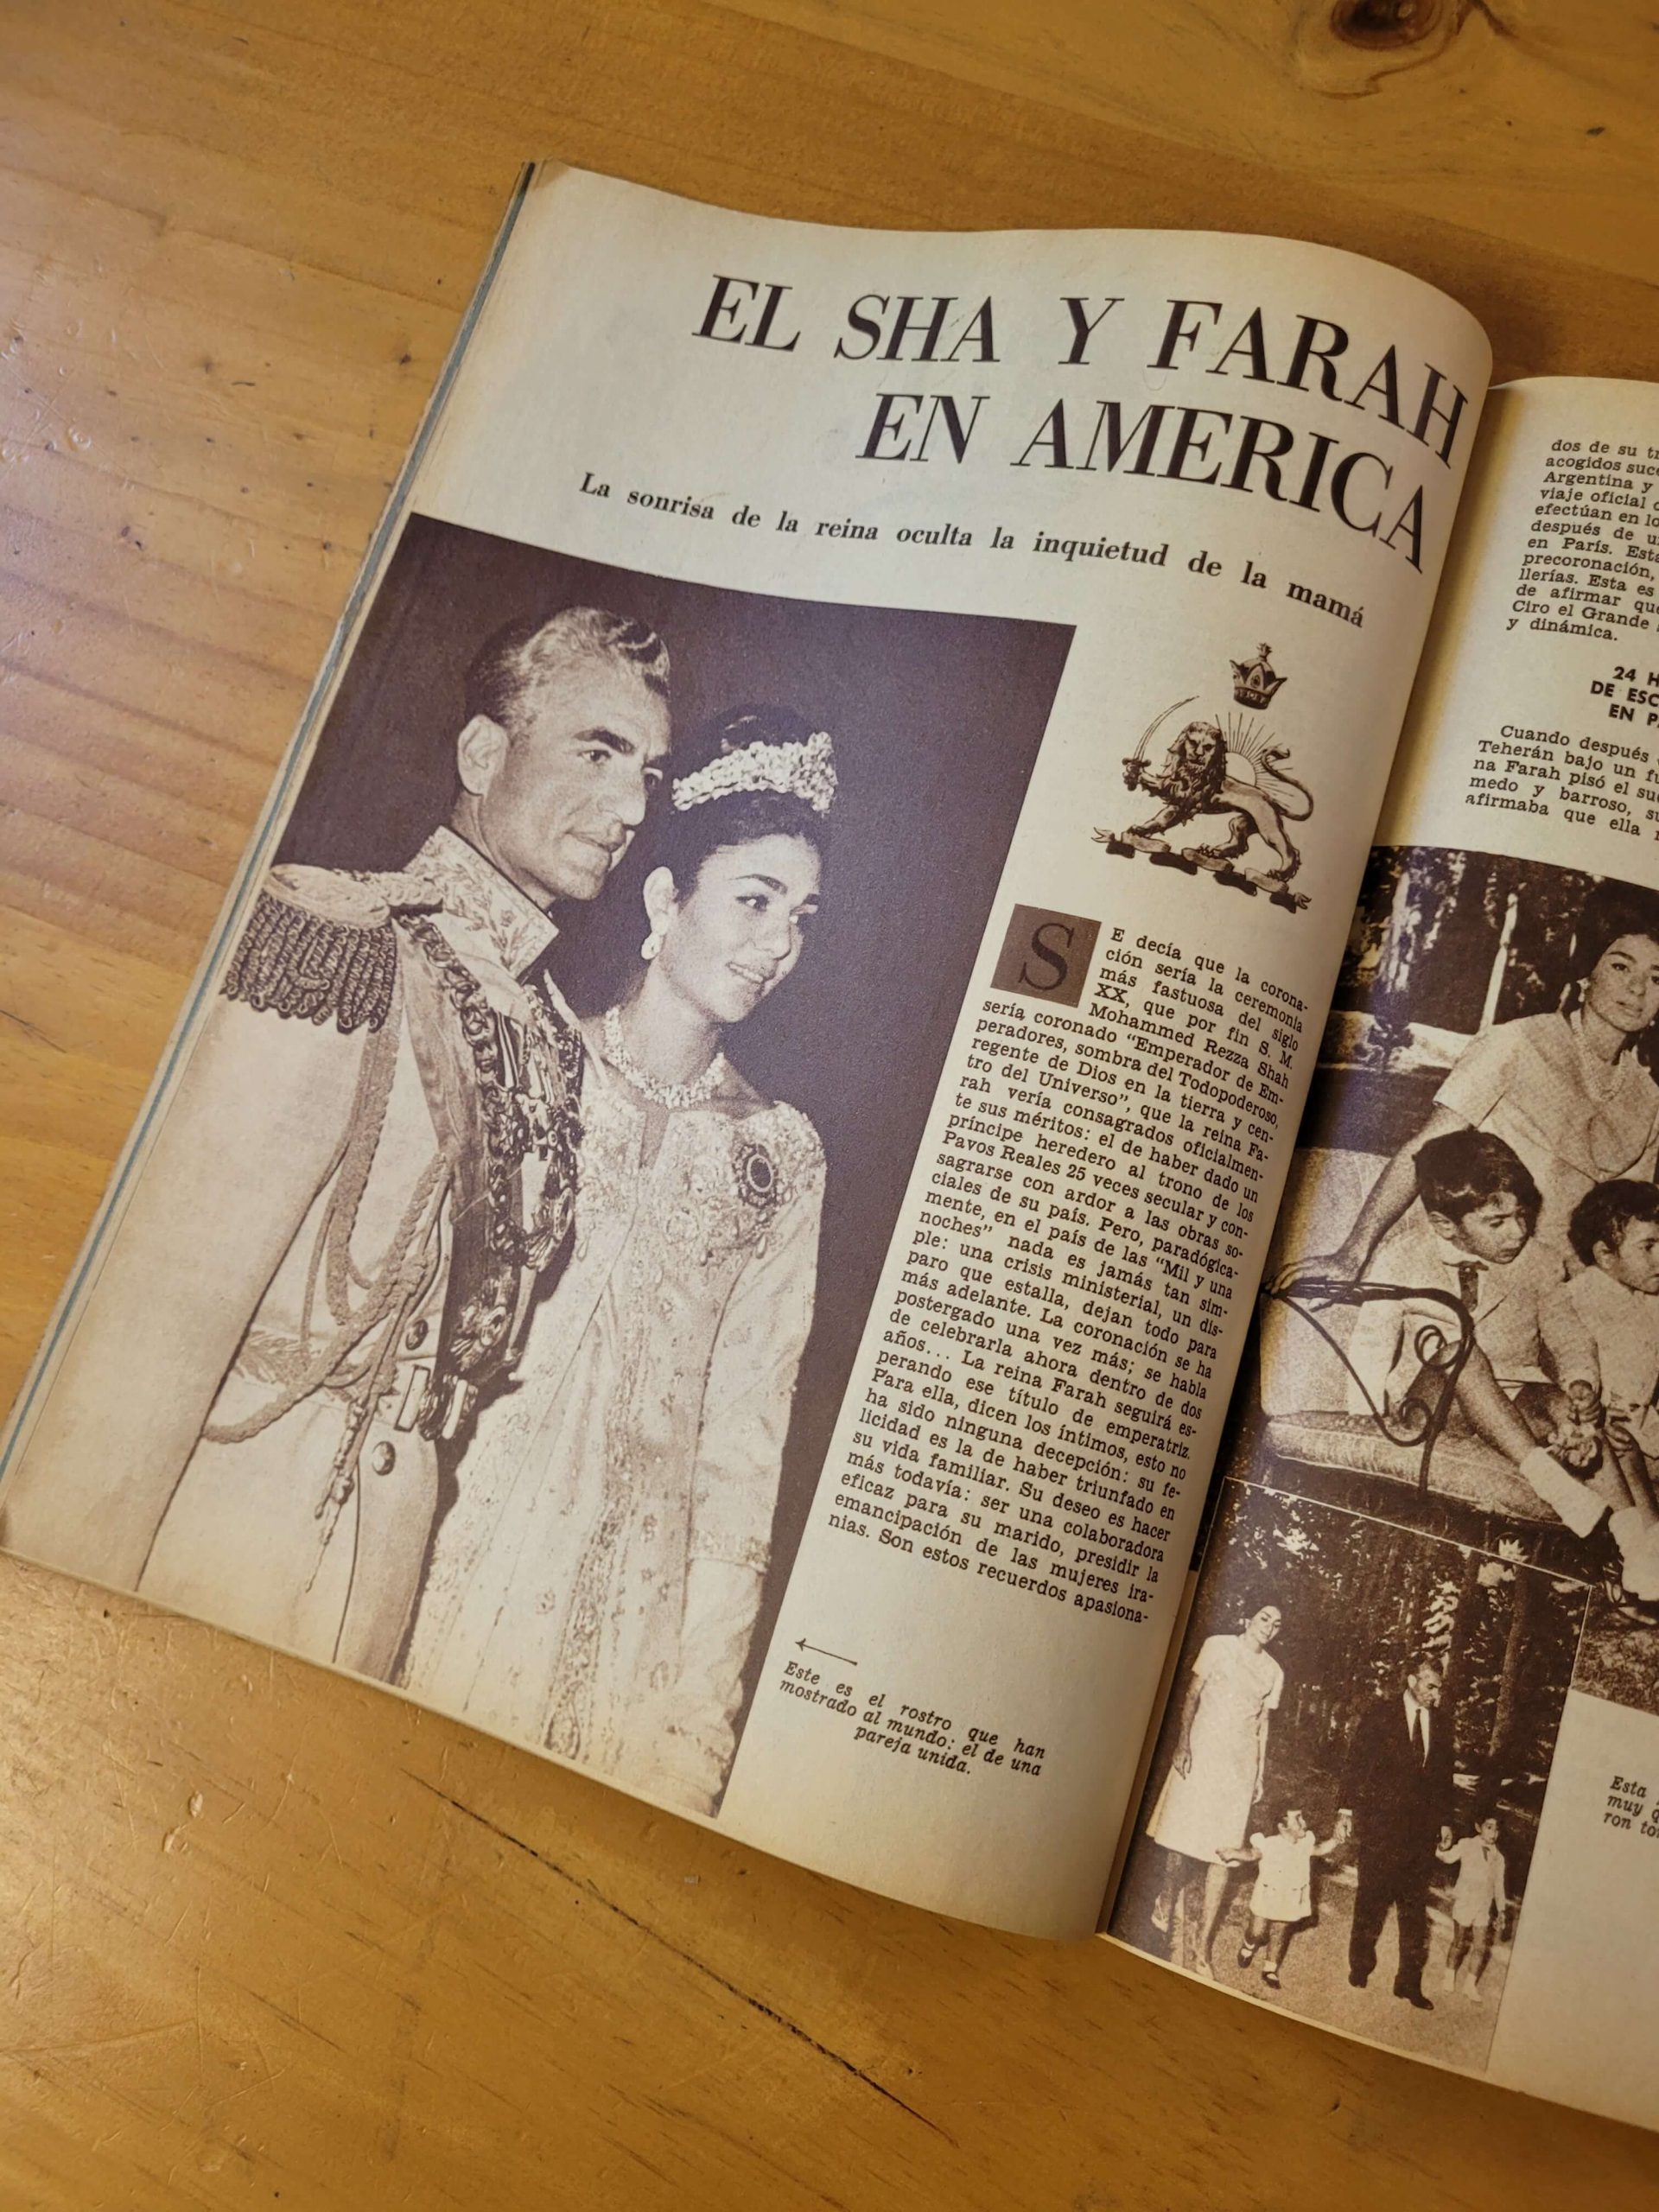 EL SHA Y FARAH
EN AMERICA
La sonrisa de la reina oculta la inquietud de la mamá
SE decía que la corona-
ción sería la ceremonia
más fastuosa del siglo
XX, que por fin S. M.
Mohammed Rezza Shah
sería coronado "Emperador de Em-
peradores, sombra del Todopoderoso,
regente de Dios en la tierra y cen-
tro del Universo", que la reina Fa-
rah vería consagrados oficialmen-
te sus méritos: el de haber dado un
príncipe heredero al trono de los
Pavos Reales 25 veces secular y con-
sagrarse con ardor a las obras so-
ciales de su país. Pero, paradógica-
mente, en el país de las "Mil y una
noches" nada es jamás tan sim-
ple: una crisis ministerial, un dis-
paro que estalla, dejan todo para
más adelante. La coronación se ha
postergado una vez más; se habla
de celebrarla ahora dentro de dos
años... La reina Farah seguirá es-
perando ese título de emperatriz.
Para ella, dicen los íntimos, esto no
ha sido ninguna decepción: su fe-
licidad es la de haber triunfado en
su vida familiar. Su deseo es hacer
más todavía: ser una colaboradora
eficaz para su marido, presidir la
emancipación de las mujeres ira-
nias. Son estos recuerdos apasiona-
Este es el rostro que han
mostrado al mundo: el de una
pareja unida.
dos de su
acogidos
Argentina y
viaje oficial
efectúan en
después de
en París.
precoronación,
llerías. Esta es
de afirmar
Ciro el Grande
y dinámica.
24
DE
EN
Cuando después
Teherán bajo un
na Farah pisó el
medo y barroso,
afirmaba que ella
Esta
muy
ron